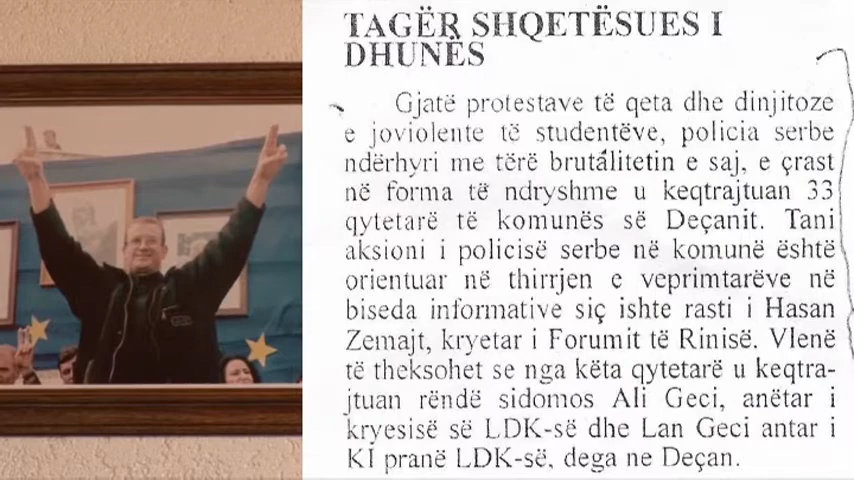 TAGËR SHQETËSUES I
DHUNËS
Gjatë protestave të qeta dhe dinjitoze
e joviolente të studentëve, policia serbe
ndërhyri me tërë brutálitetin e saj, e çrast
në forma të ndryshme u keqtrajtuan 33
qytetarë të komunës së Deçanit. Tani
aksioni i policisë serbe në komunë është
orientuar në thirrjen e veprimtarëve në
biseda informative siç ishte rasti i Hasan
Zemajt, kryetar i Forumit të Rinisë. Vlenë
të theksohet se nga këta qytetarë u keqtra-
jtuan rëndë sidomos Ali Geci, anëtar i
kryesisë së LDK-së dhe Lan Geci antar i
KI pranë LDK-së, dega ne Deçan.